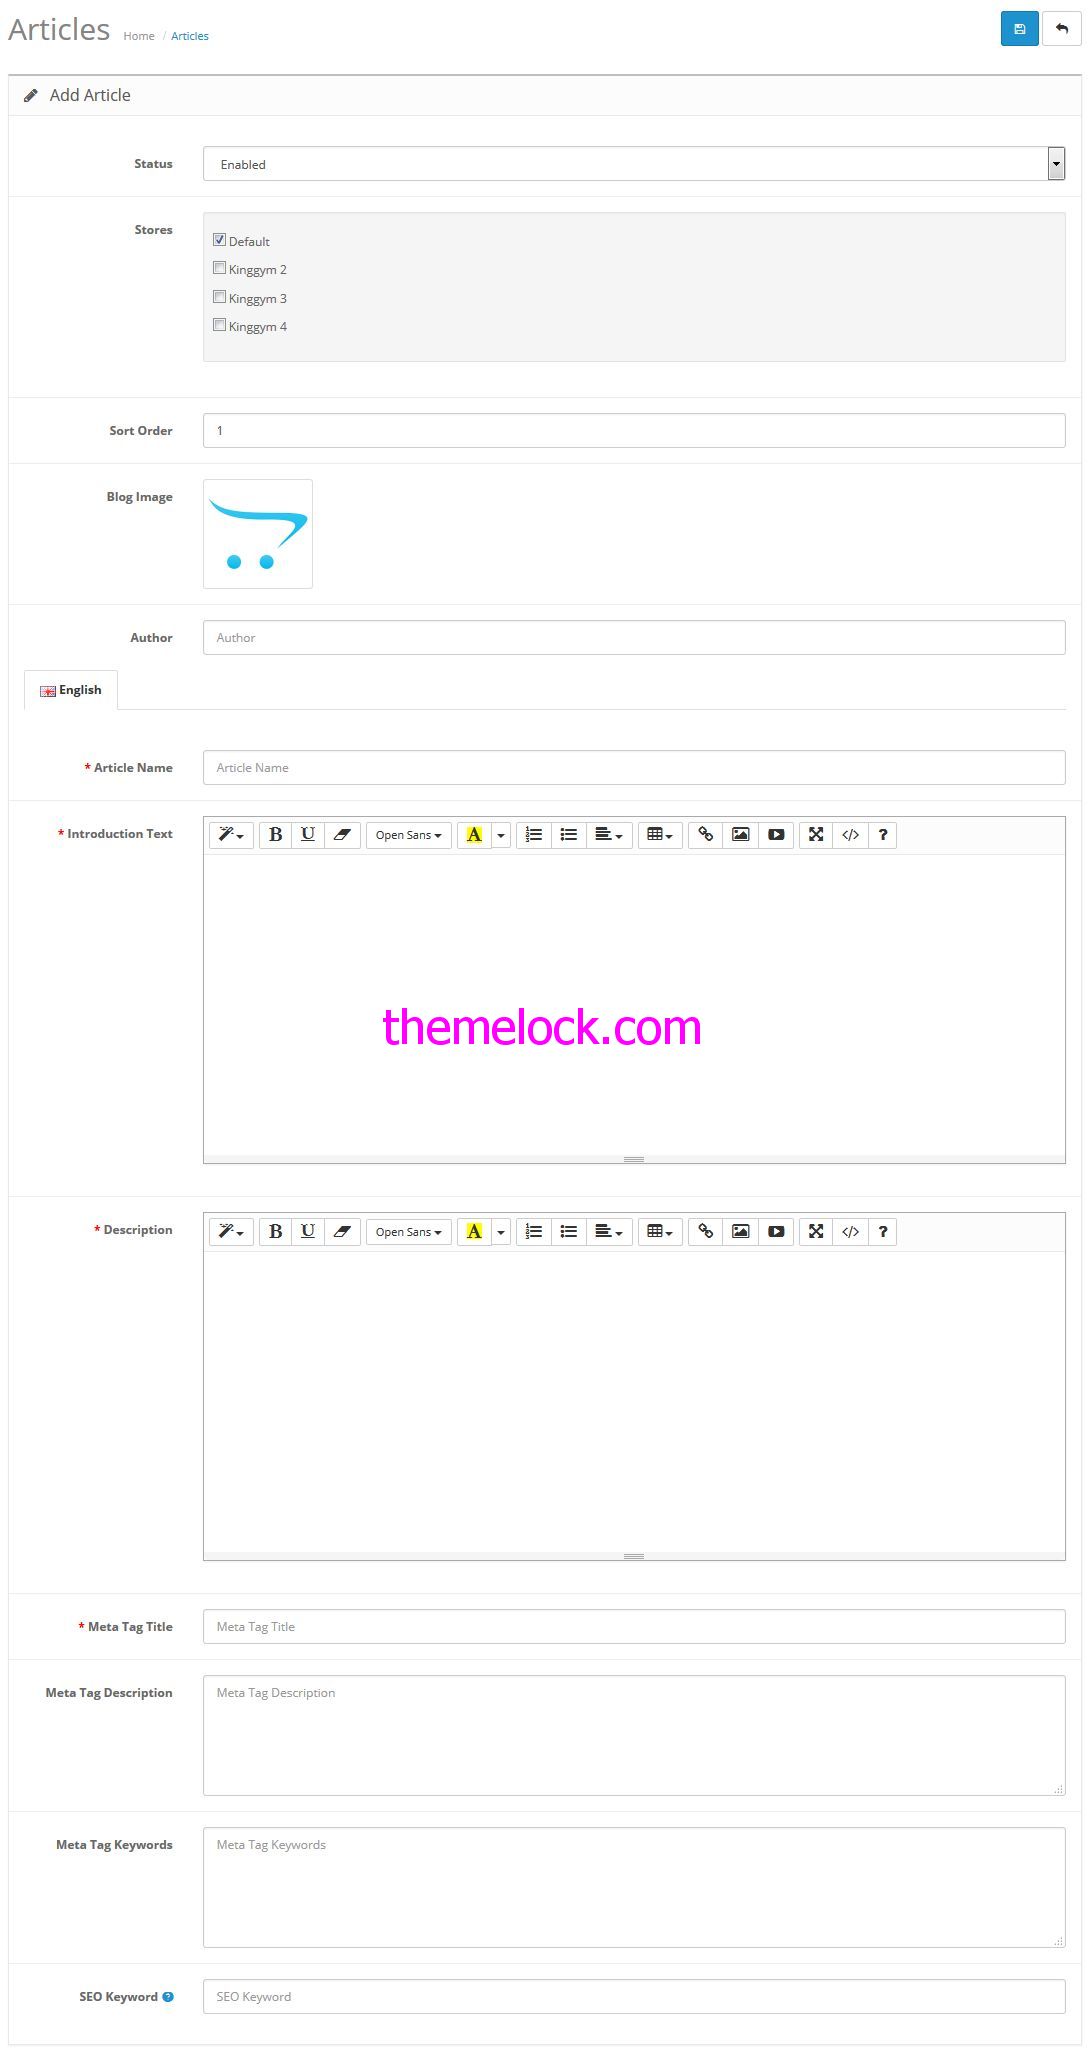 Articles Home / Articles
Add Article
Status Enabled
Stores
Default
Kinggym 2
Kinggym 3
Kinggym 4
Sort Order 1
Blog Image
Author Author
English
* Article Name Article Name
* Introduction Text B U Open Sans A </> ?
themelock.com
* Description B U Open Sans A </> ?
* Meta Tag Title Meta Tag Title
Meta Tag Description Meta Tag Description
Meta Tag Keywords Meta Tag Keywords
SEO Keyword ? SEO Keyword